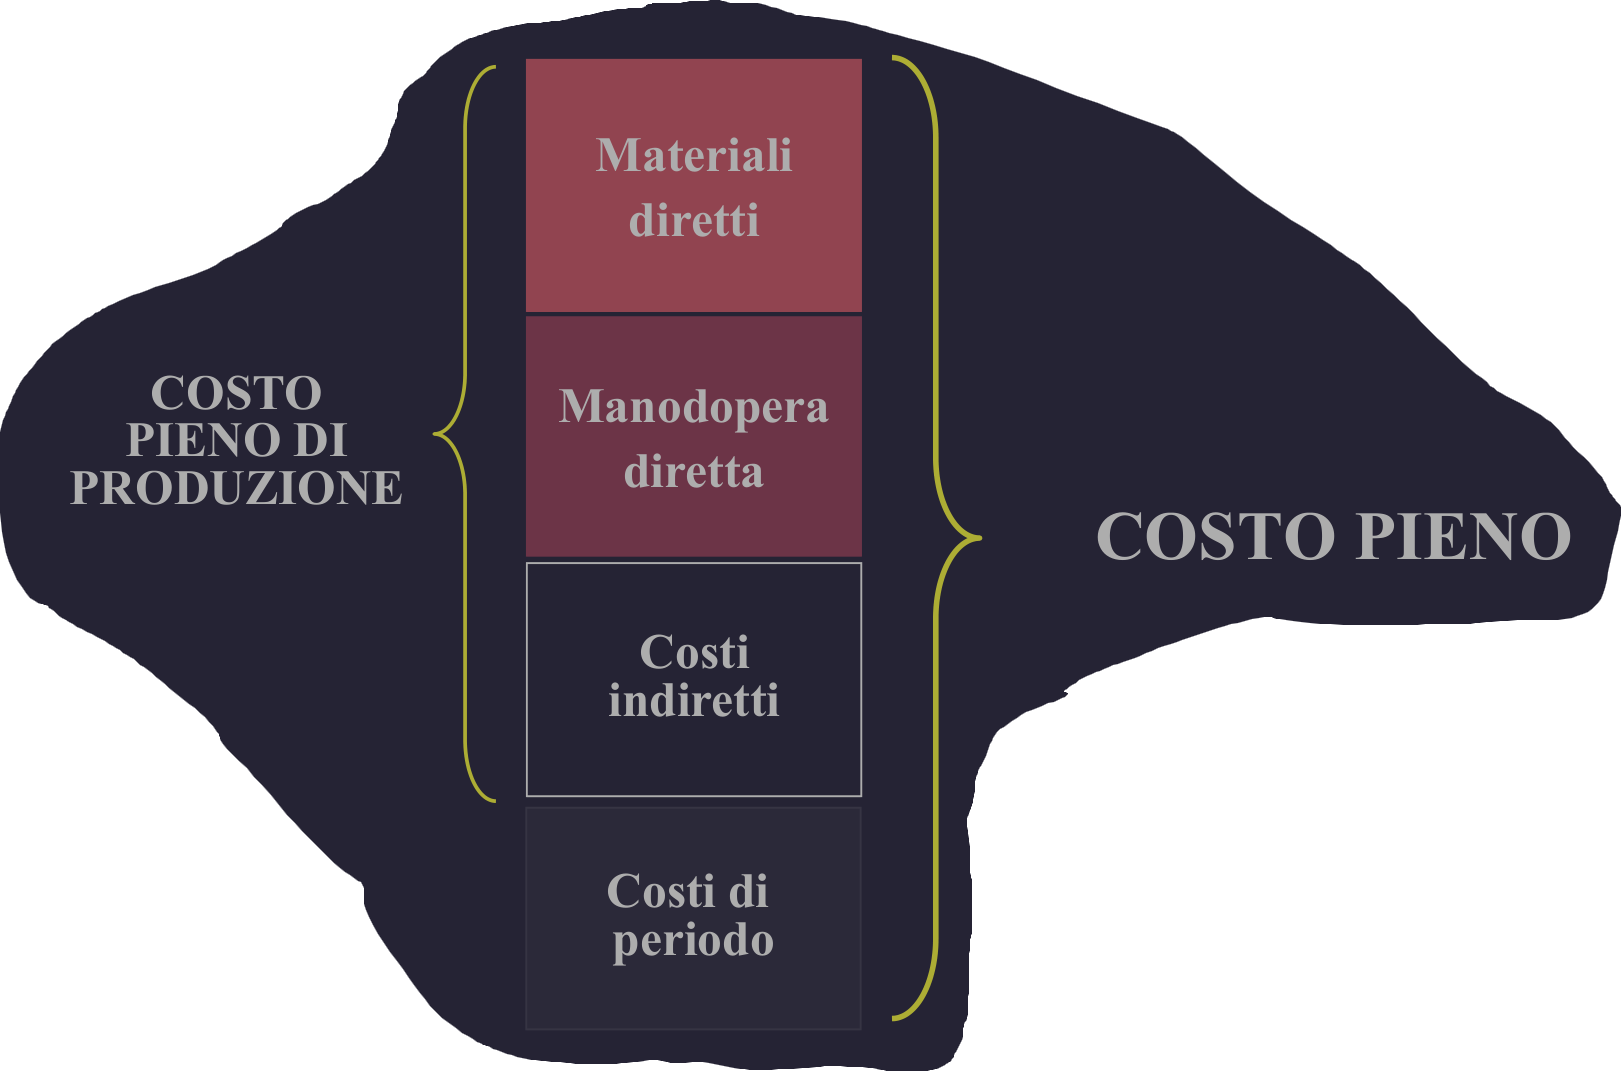 Materiali
diretti
Manodopera
diretta
Costi
indiretti
Costi di
periodo
COSTO
PIENO DI
PRODUZIONE
COSTO PIENO